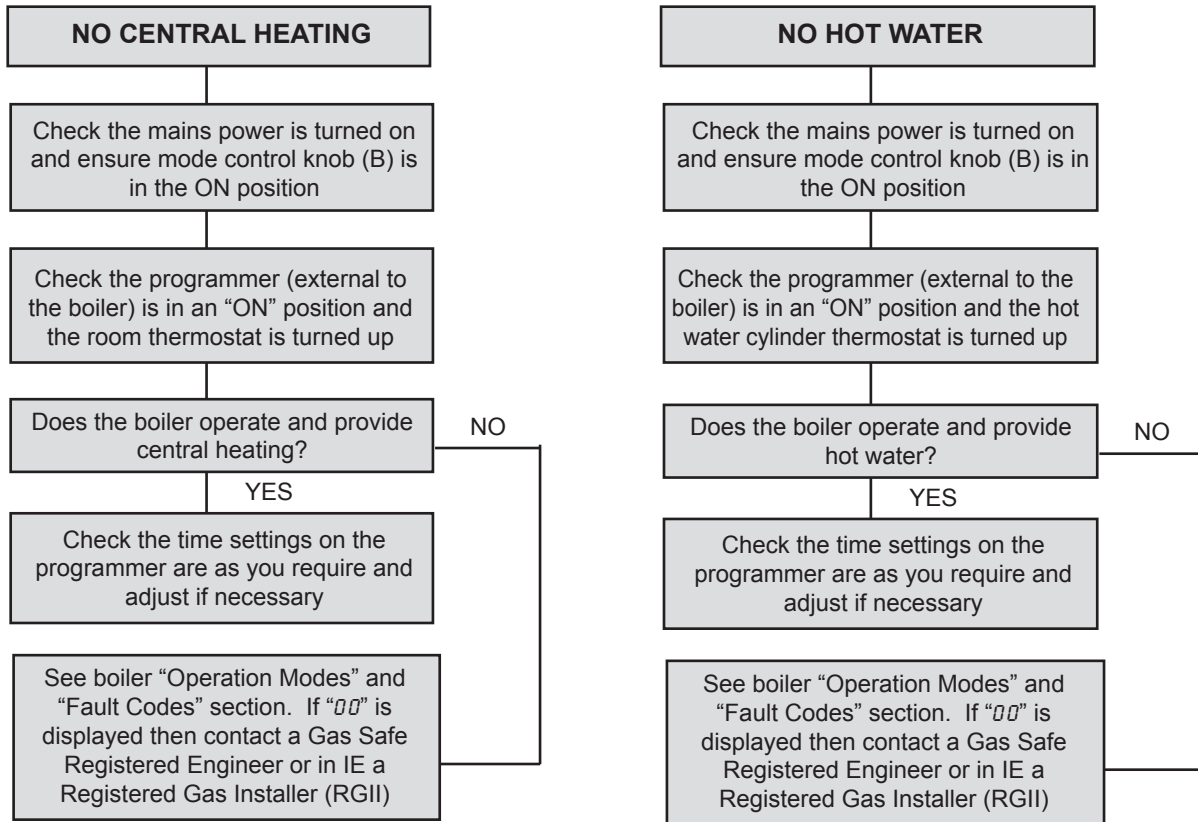 NO CENTRAL HEATING
Check the mains power is turned on
and ensure mode control knob (B) is
in the ON position
Check the programmer (external to
the boiler) is in an “ON” position and
the room thermostat is turned up
Does the boiler operate and provide
central heating?
NO
YES
Check the time settings on the
programmer are as you require and
adjust if necessary
See boiler “Operation Modes” and
“Fault Codes” section.  If “00” is
displayed then contact a Gas Safe
Registered Engineer or in IE a
Registered Gas Installer (RGII)
NO HOT WATER
Check the mains power is turned on
and ensure mode control knob (B) is in
the ON position
Check the programmer (external to the
boiler) is in an “ON” position and the hot
water cylinder thermostat is turned up
Does the boiler operate and provide
hot water?
NO
YES
Check the time settings on the
programmer are as you require and
adjust if necessary
See boiler “Operation Modes” and
“Fault Codes” section.  If “00” is
displayed then contact a Gas Safe
Registered Engineer or in IE a
Registered Gas Installer (RGII)